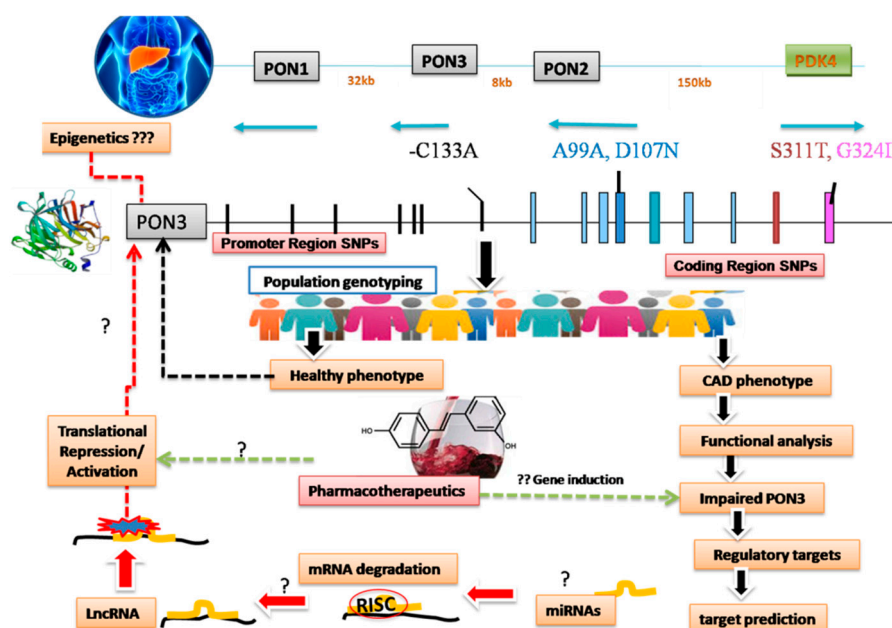 PON1
32kb
PON3
8kb
PON2
150kb
PDK4
Epigenetics ???
-C133A
A99A, D107N
S311T, G324I
PON3
Promoter Region SNPs
Coding Region SNPs
Population genotyping
?
Healthy phenotype
CAD phenotype
Translational
Repression/
Activation
?
HO
OH
Functional analysis
?? Gene induction
Pharmacotherapeutics
Impaired PON3
Regulatory targets
mRNA degradation
?
?
LncRNA
RISC
miRNAs
target prediction